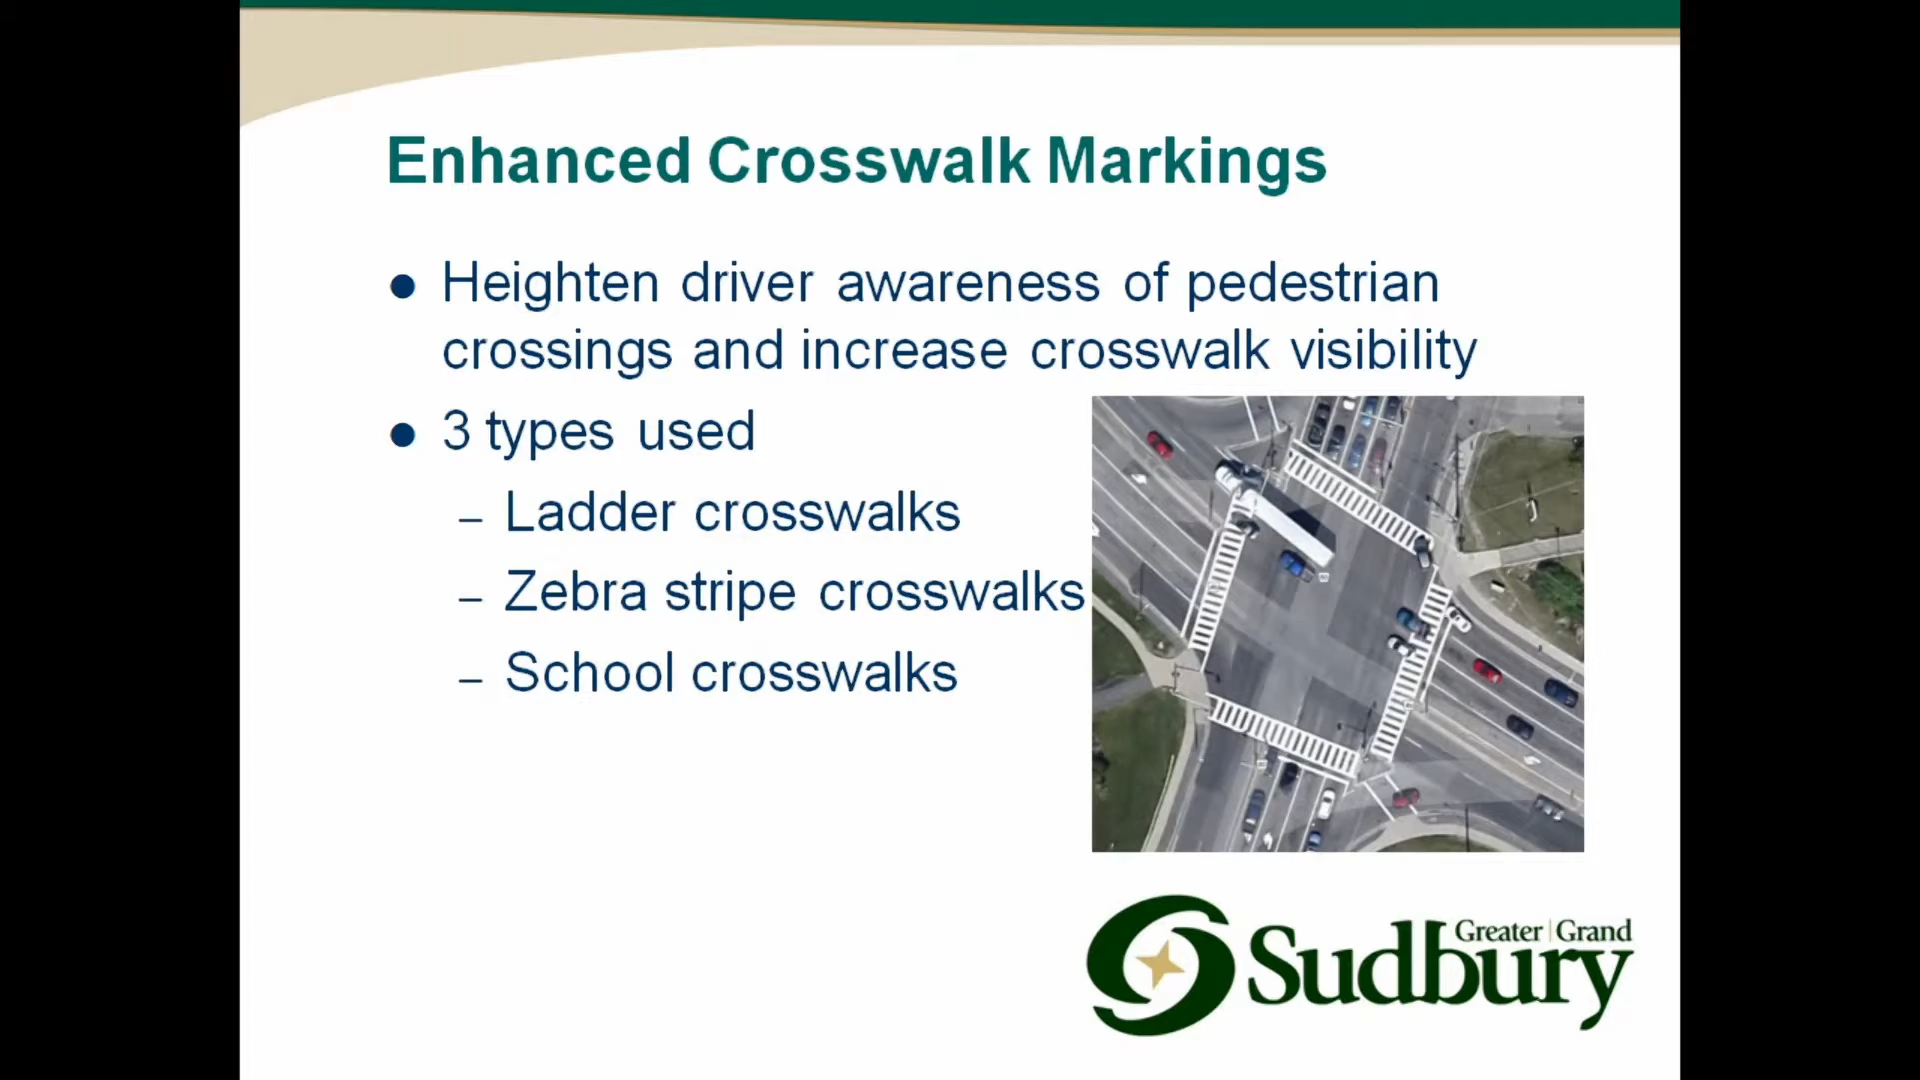 Enhanced Crosswalk Markings
● Heighten driver awareness of pedestrian
crossings and increase crosswalk visibility
● 3 types used
– Ladder crosswalks
– Zebra stripe crosswalks
– School crosswalks
Greater | Grand
Sudbury